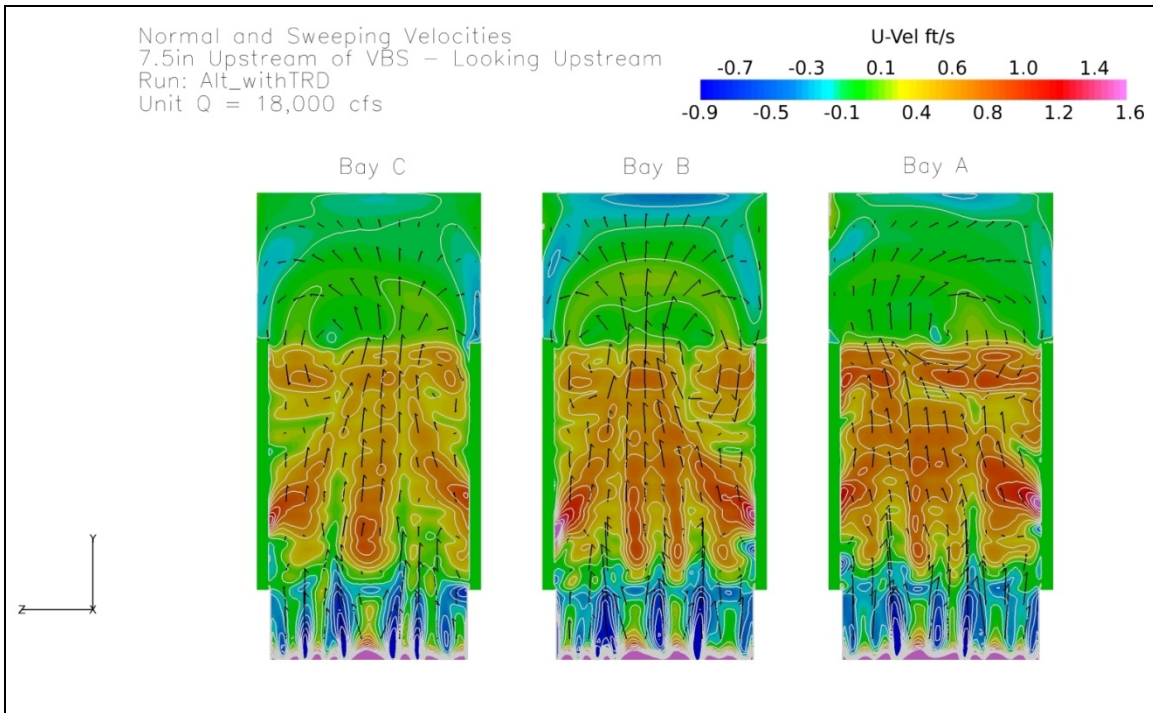 Normal and Sweeping Velocities
7.5in Upstream of VBS – Looking Upstream
Run: Alt_withTRD
Unit Q = 18,000 cfs
U-Vel ft/s
-0.7 -0.3 0.1 0.6 1.0 1.4
-0.9 -0.5 -0.1 0.4 0.8 1.2 1.6
Bay C Bay B Bay A
Y
Z X